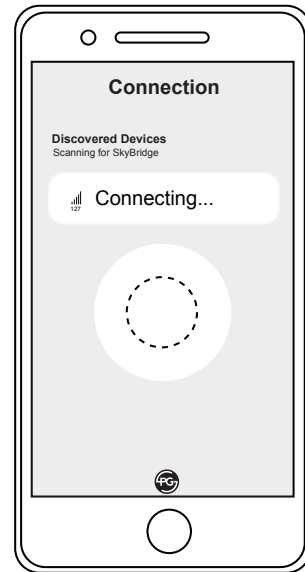 Connection
Discovered Devices
Scanning for SkyBridge
127
Connecting...
PG